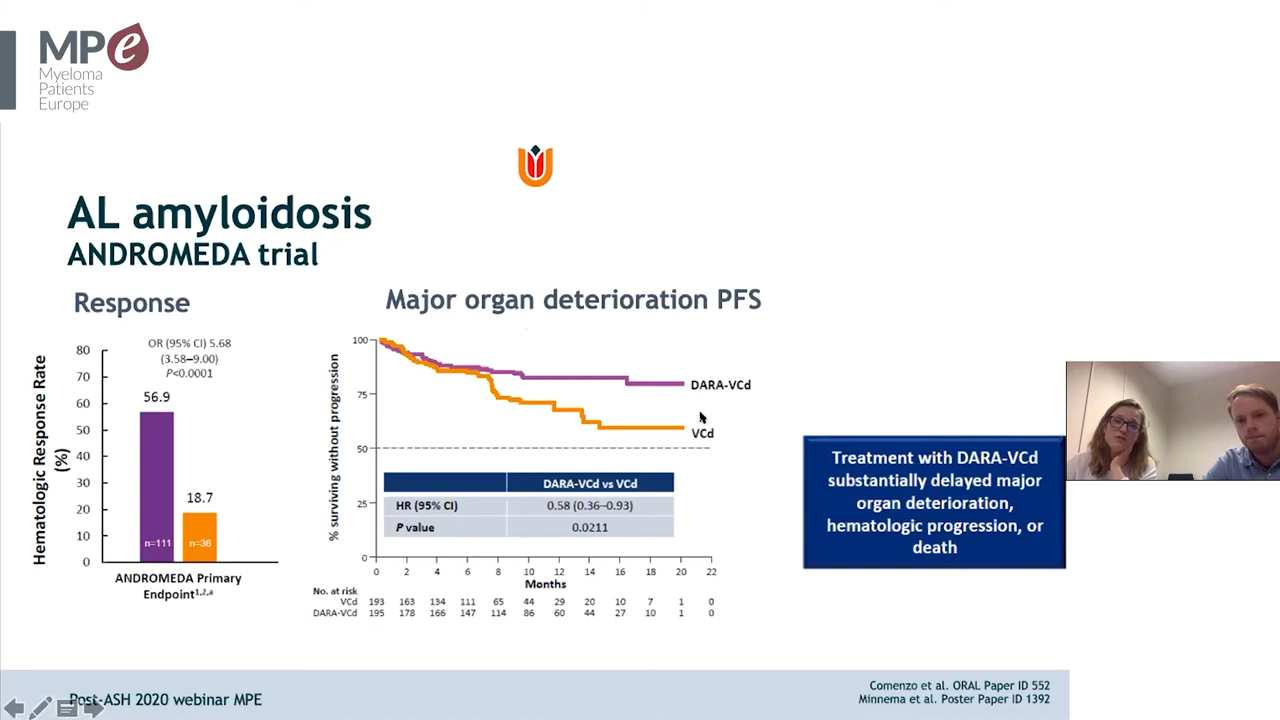 MPe
Myeloma
Patients
Europe
AL amyloidosis
ANDROMEDA trial
Response
Major organ deterioration PFS
Hematologic Response Rate
(%)
OR (95% CI) 5.68
(3.58–9.00)
P<0.0001
80
70
60
50
40
30
20
10
0
56.9
18.7
n=111
n=36
ANDROMEDA Primary
Endpoint1,2,a
% surviving without progression
100
75
50
25
0
DARA-VCd
VCd
DARA-VCd vs VCd
HR (95% CI) 0.58 (0.36–0.93)
P value 0.0211
0 2 4 6 8 10 12 14 16 18 20 22
Months
No. at risk
VCd 193 163 134 111 65 44 29 20 10 7 1 0
DARA-VCd 195 178 166 147 114 86 60 44 27 10 1 0
Treatment with DARA-VCd
substantially delayed major
organ deterioration,
hematologic progression, or
death
Post-ASH 2020 webinar MPE
Comenzo et al. ORAL Paper ID 552
Minnema et al. Poster Paper ID 1392